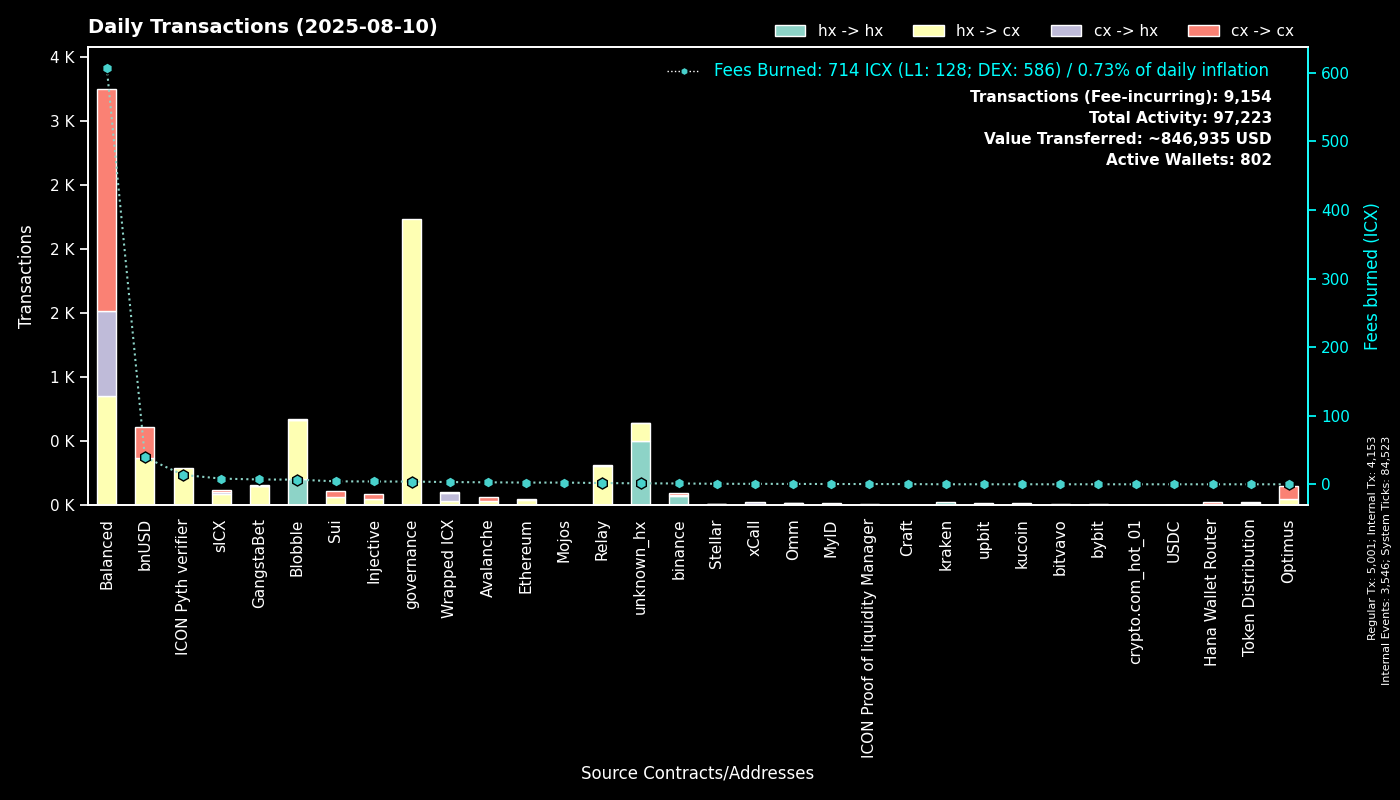 Daily Transactions (2025-08-10)
hx -> hx
hx -> cx
cx -> hx
cx -> cx
Fees Burned: 714 ICX (L1: 128; DEX: 586) / 0.73% of daily inflation
Transactions (Fee-incurring): 9,154
Total Activity: 97,223
Value Transferred: ~846,935 USD
Active Wallets: 802
4 K
3 K
2 K
2 K
2 K
1 K
0 K
0 K
Transactions
600
500
400
300
200
100
0
Fees burned (ICX)
Balanced
bnUSD
ICON Pyth verifier
sICX
GangstaBet
Blobble
Sui
Injective
governance
Wrapped ICX
Avalanche
Ethereum
Mojos
Relay
unknown_hx
binance
Stellar
xCall
Omm
MyID
ICON Proof of liquidity Manager
Craft
kraken
upbit
kucoin
bitvavo
bybit
crypto.com_hot_01
USDC
Hana Wallet Router
Token Distribution
Optimus
Source Contracts/Addresses
Regular Tx: 5,001; Internal Tx: 4,153
Internal Events: 3,546; System Ticks: 84,523